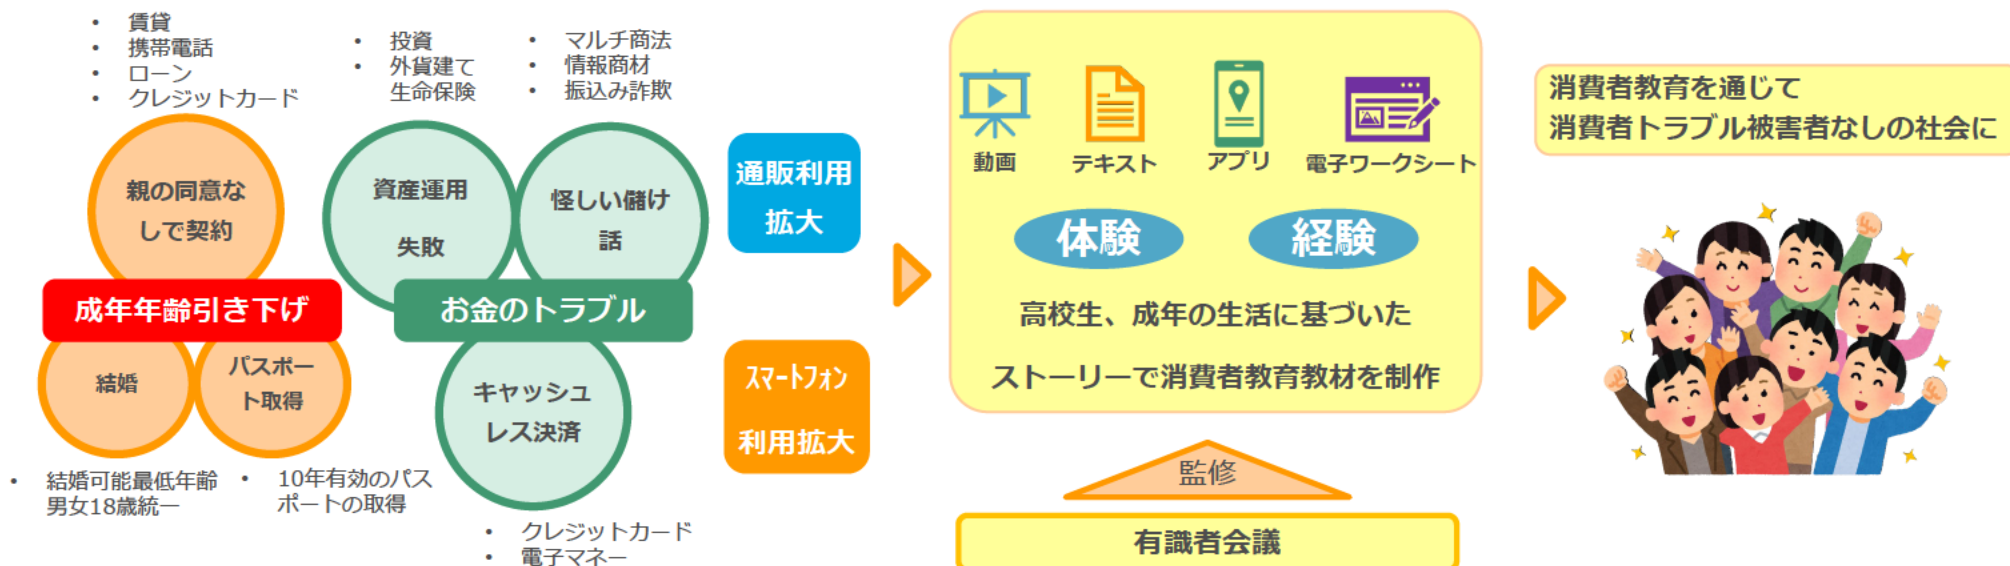 • 賃貸
• 携帯電話
• ローン
• クレジットカード
親の同意な
しで契約
成年年齢引き下げ
結婚
パスポー
ト取得
• 結婚可能最低年齢
男女18歳統一
• 10年有効のパス
ポートの取得
• 投資
• 外貨建て
生命保険
• マルチ商法
• 情報商材
• 振込み詐欺
資産運用
失敗
怪しい儲け
話
お金のトラブル
キャッシュ
レス決済
• クレジットカード
• 電子マネー
通販利用
拡大
ｽﾏｰﾄﾌｫﾝ
利用拡大
動画
テキスト
アプリ
電子ワークシート
体験
経験
高校生、成年の生活に基づいた
ストーリーで消費者教育教材を制作
監修
有識者会議
消費者教育を通じて
消費者トラブル被害者なしの社会に